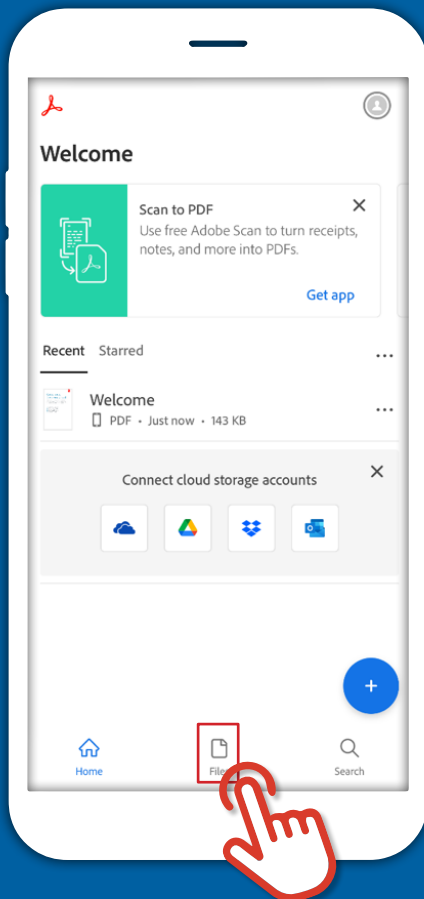 Welcome
Scan to PDF
Use free Adobe Scan to turn receipts,
notes, and more into PDFs.
Get app
Recent Starred
Welcome
PDF • Just now • 143 KB
Connect cloud storage accounts
Home
Search